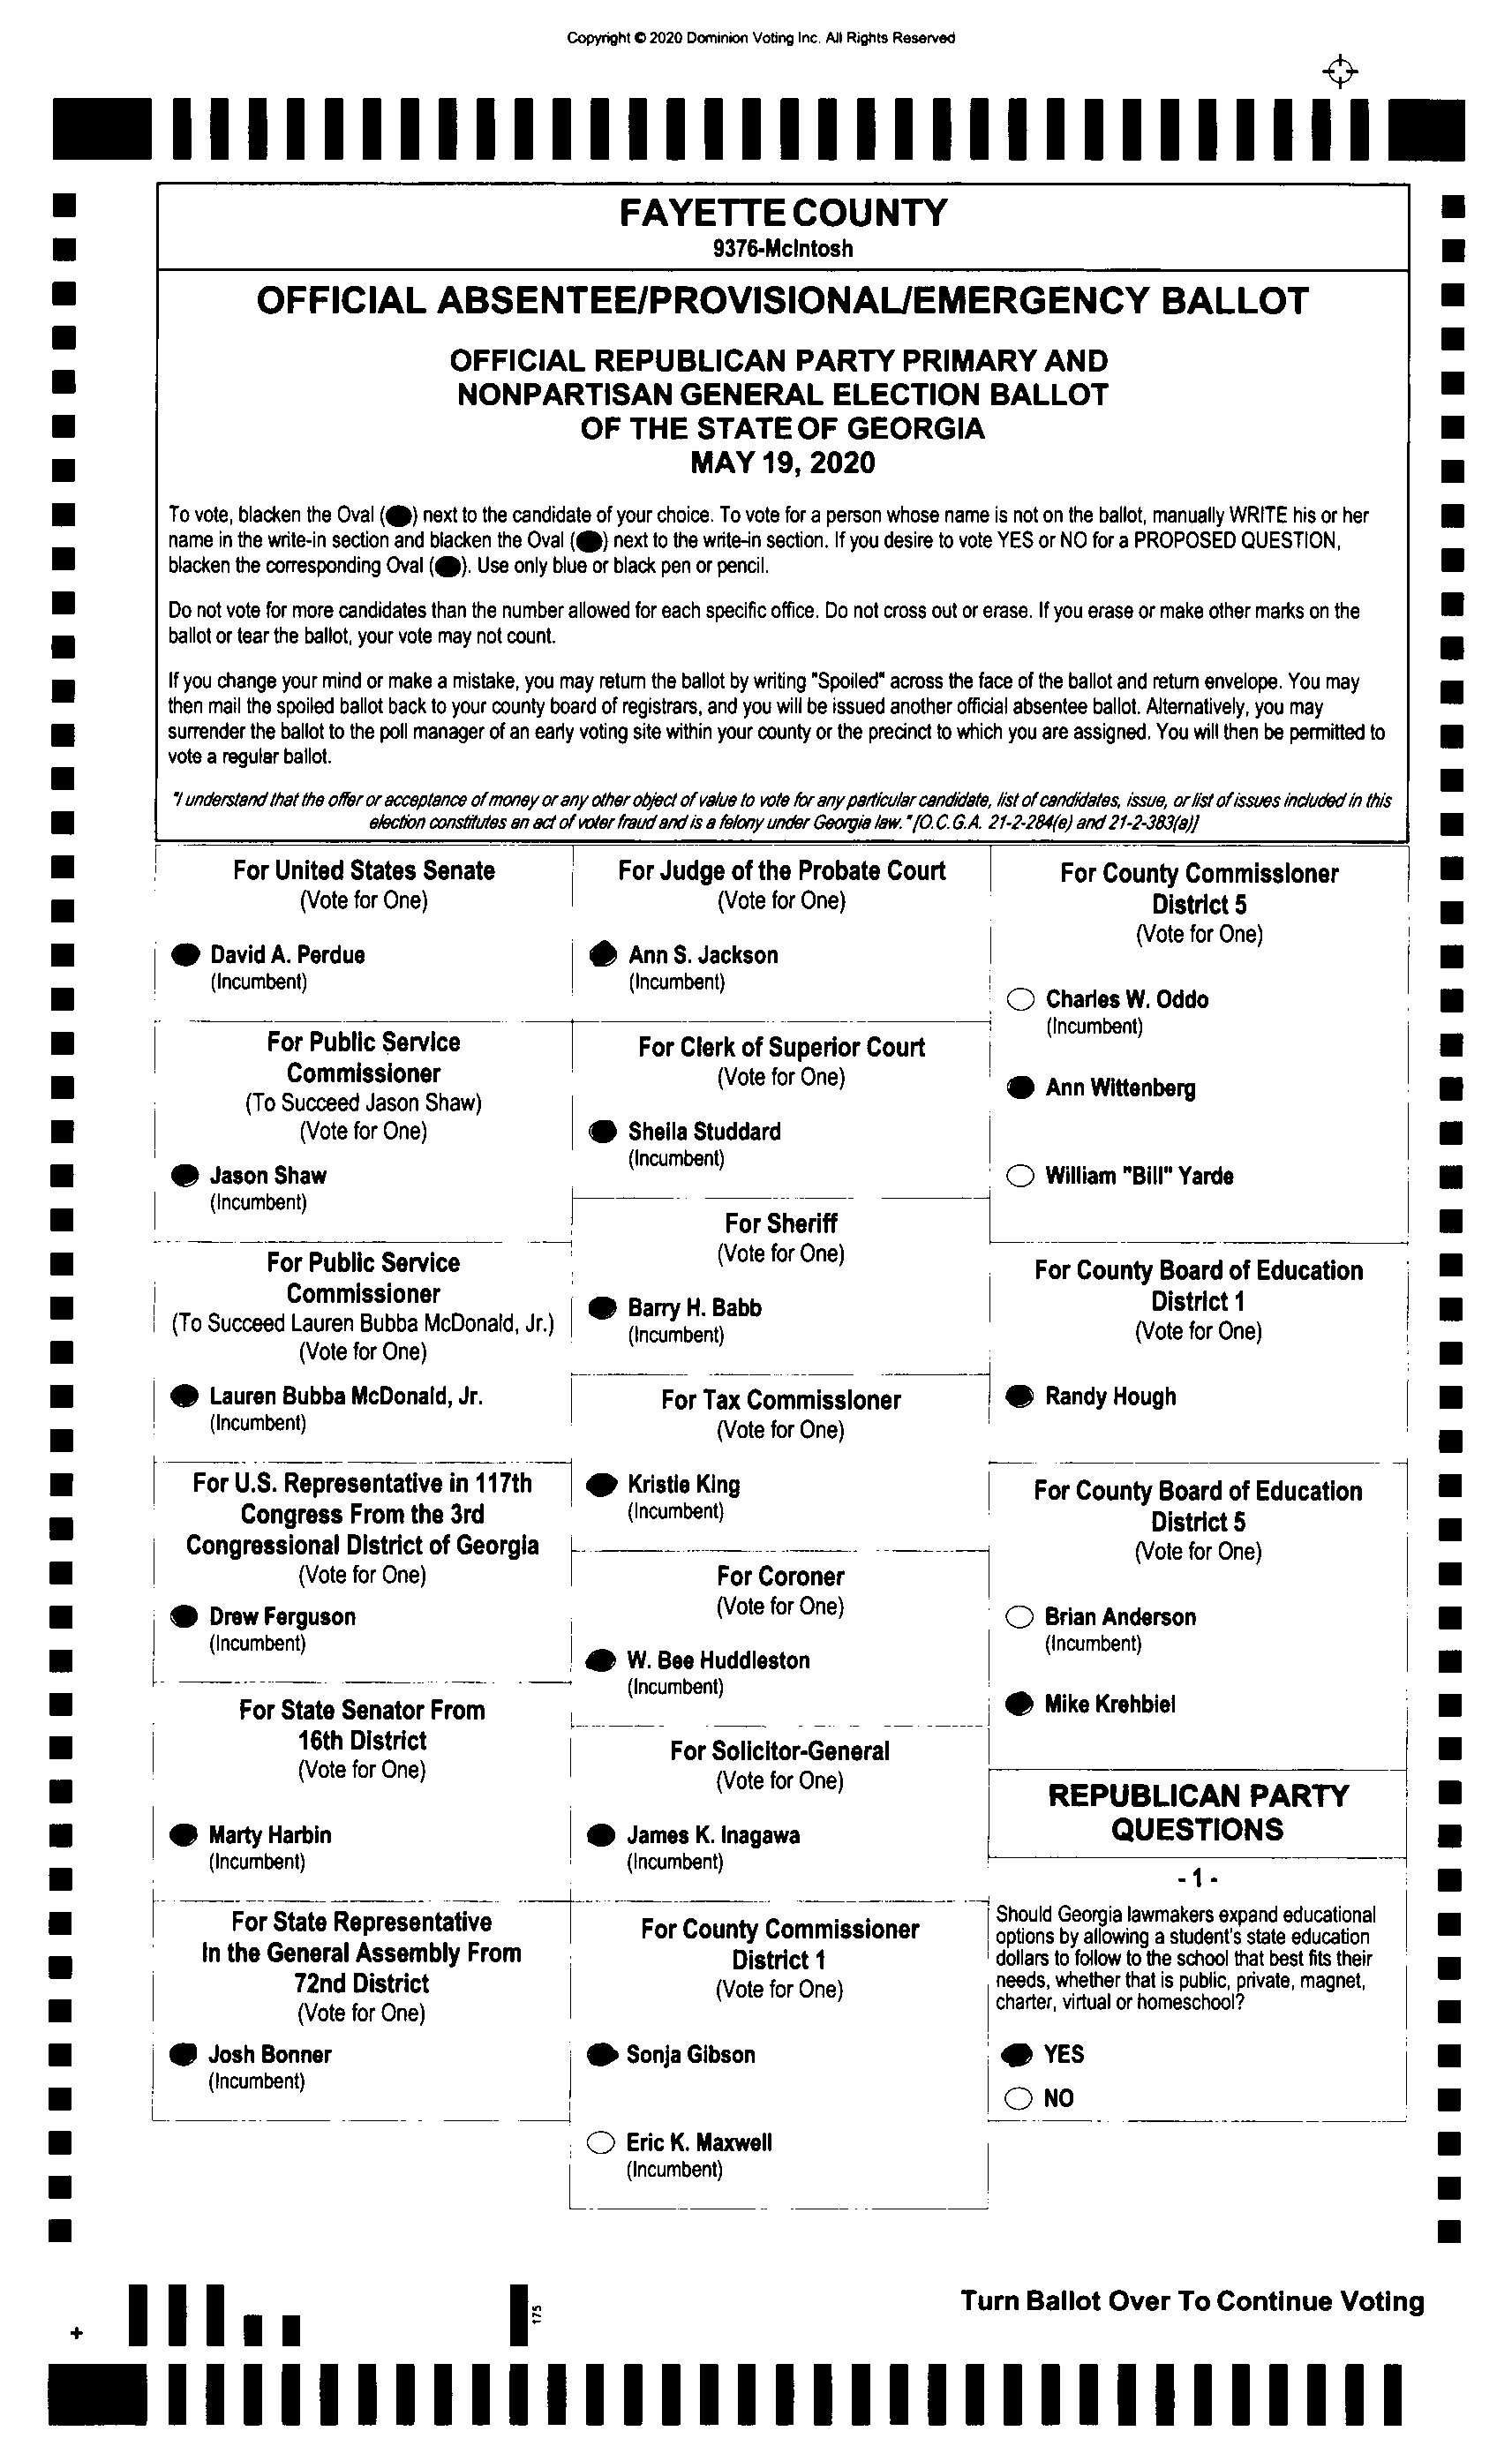 Copyright © 2020 Dominion Voting Inc. All Rights Reserved
FAYETTE COUNTY
9376-McIntosh
OFFICIAL ABSENTEE/PROVISIONAL/EMERGENCY BALLOT
OFFICIAL REPUBLICAN PARTY PRIMARY AND
NONPARTISAN GENERAL ELECTION BALLOT
OF THE STATE OF GEORGIA
MAY 19, 2020
To vote, blacken the Oval (●) next to the candidate of your choice. To vote for a person whose name is not on the ballot, manually WRITE his or her
name in the write-in section and blacken the Oval (●) next to the write-in section. If you desire to vote YES or NO for a PROPOSED QUESTION,
blacken the corresponding Oval (●). Use only blue or black pen or pencil.
Do not vote for more candidates than the number allowed for each specific office. Do not cross out or erase. If you erase or make other marks on the
ballot or tear the ballot, your vote may not count.
If you change your mind or make a mistake, you may return the ballot by writing "Spoiled" across the face of the ballot and return envelope. You may
then mail the spoiled ballot back to your county board of registrars, and you will be issued another official absentee ballot. Alternatively, you may
surrender the ballot to the poll manager of an early voting site within your county or the precinct to which you are assigned. You will then be permitted to
vote a regular ballot.
"I understand that the offer or acceptance of money or any other object of value to vote for any particular candidate, list of candidates, issue, or list of issues included in this
election constitutes an act of voter fraud and is a felony under Georgia law." [O.C.G.A. 21-2-284(e) and 21-2-383(a)]
For United States Senate
(Vote for One)
David A. Perdue
(Incumbent)
For Public Service
Commissioner
(To Succeed Jason Shaw)
(Vote for One)
Jason Shaw
(Incumbent)
For Public Service
Commissioner
(To Succeed Lauren Bubba McDonald, Jr.)
(Vote for One)
Lauren Bubba McDonald, Jr.
(Incumbent)
For U.S. Representative in 117th
Congress From the 3rd
Congressional District of Georgia
(Vote for One)
Drew Ferguson
(Incumbent)
For State Senator From
16th District
(Vote for One)
Marty Harbin
(Incumbent)
For State Representative
In the General Assembly From
72nd District
(Vote for One)
Josh Bonner
(Incumbent)
For Judge of the Probate Court
(Vote for One)
Ann S. Jackson
(Incumbent)
For Clerk of Superior Court
(Vote for One)
Sheila Studdard
(Incumbent)
For Sheriff
(Vote for One)
Barry H. Babb
(Incumbent)
For Tax Commissioner
(Vote for One)
Kristie King
(Incumbent)
For Coroner
(Vote for One)
W. Bee Huddleston
(Incumbent)
For Solicitor-General
(Vote for One)
James K. Inagawa
(Incumbent)
For County Commissioner
District 1
(Vote for One)
Sonja Gibson
Eric K. Maxwell
(Incumbent)
For County Commissioner
District 5
(Vote for One)
Charles W. Oddo
(Incumbent)
Ann Wittenberg
William "Bill" Yarde
For County Board of Education
District 1
(Vote for One)
Randy Hough
For County Board of Education
District 5
(Vote for One)
Brian Anderson
(Incumbent)
Mike Krehbiel
REPUBLICAN PARTY
QUESTIONS
- 1 -
Should Georgia lawmakers expand educational
options by allowing a student's state education
dollars to follow to the school that best fits their
needs, whether that is public, private, magnet,
charter, virtual or homeschool?
YES
NO
Turn Ballot Over To Continue Voting
175
+